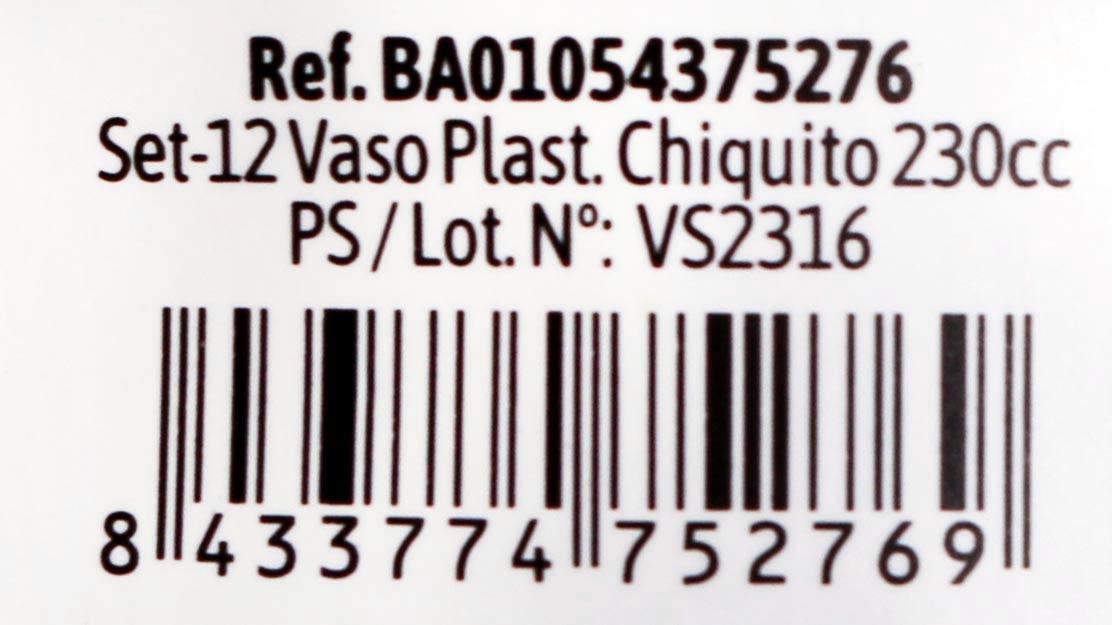 Ref. BA01054375276
Set-12 Vaso Plast. Chiquito 230cc
PS / Lot. Nº: VS2316
8 433774 752769